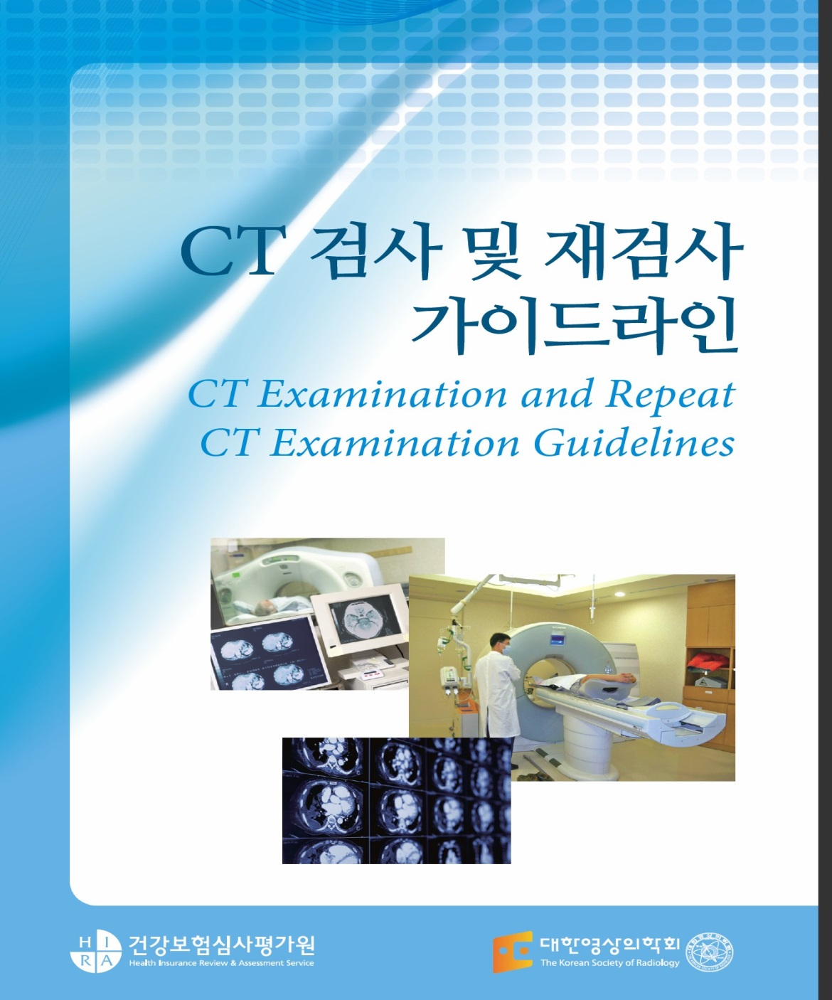 CT 검사 및 재검사
가이드라인
CT Examination and Repeat
CT Examination Guidelines
HI
RA
건강보험심사평가원
Health Insurance Review & Assessment Service
대한영상의학회
The Korean Society of Radiology